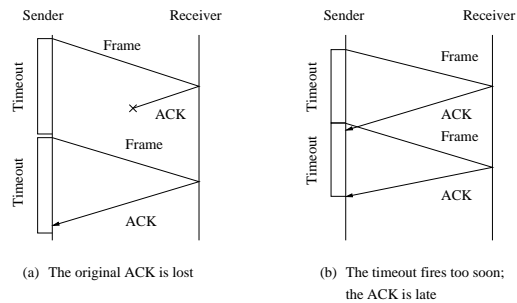 Sender
Receiver
Frame
Timeout
ACK
Frame
Timeout
ACK
(a) The original ACK is lost
Sender
Receiver
Frame
Timeout
ACK
Frame
Timeout
ACK
(b) The timeout fires too soon;
the ACK is late